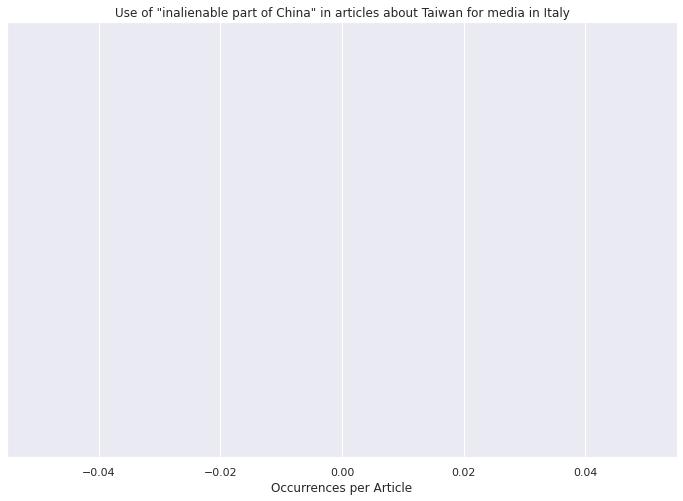 Use of "inalienable part of China" in articles about Taiwan for media in Italy
−0.04 −0.02 0.00 0.02 0.04
Occurrences per Article